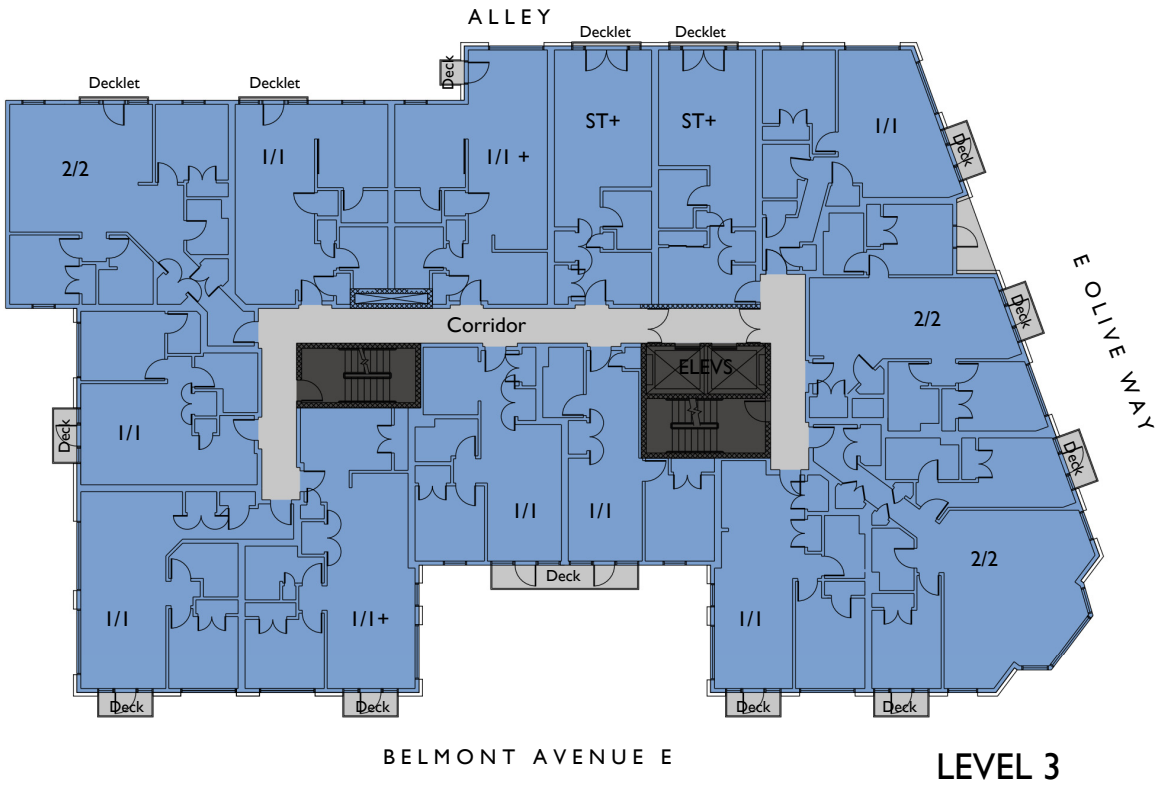 ALLEY
Decklet
Decklet
Deck
Decklet
Decklet
ST+
ST+
1/1
Deck
1/1
1/1 +
2/2
E OLIVE WAY
Deck
Corridor
2/2
ELEVS
Deck
1/1
Deck
1/1
1/1
2/2
Deck
1/1
1/1+
1/1
Deck
Deck
Deck
Deck
BELMONT AVENUE E
LEVEL 3